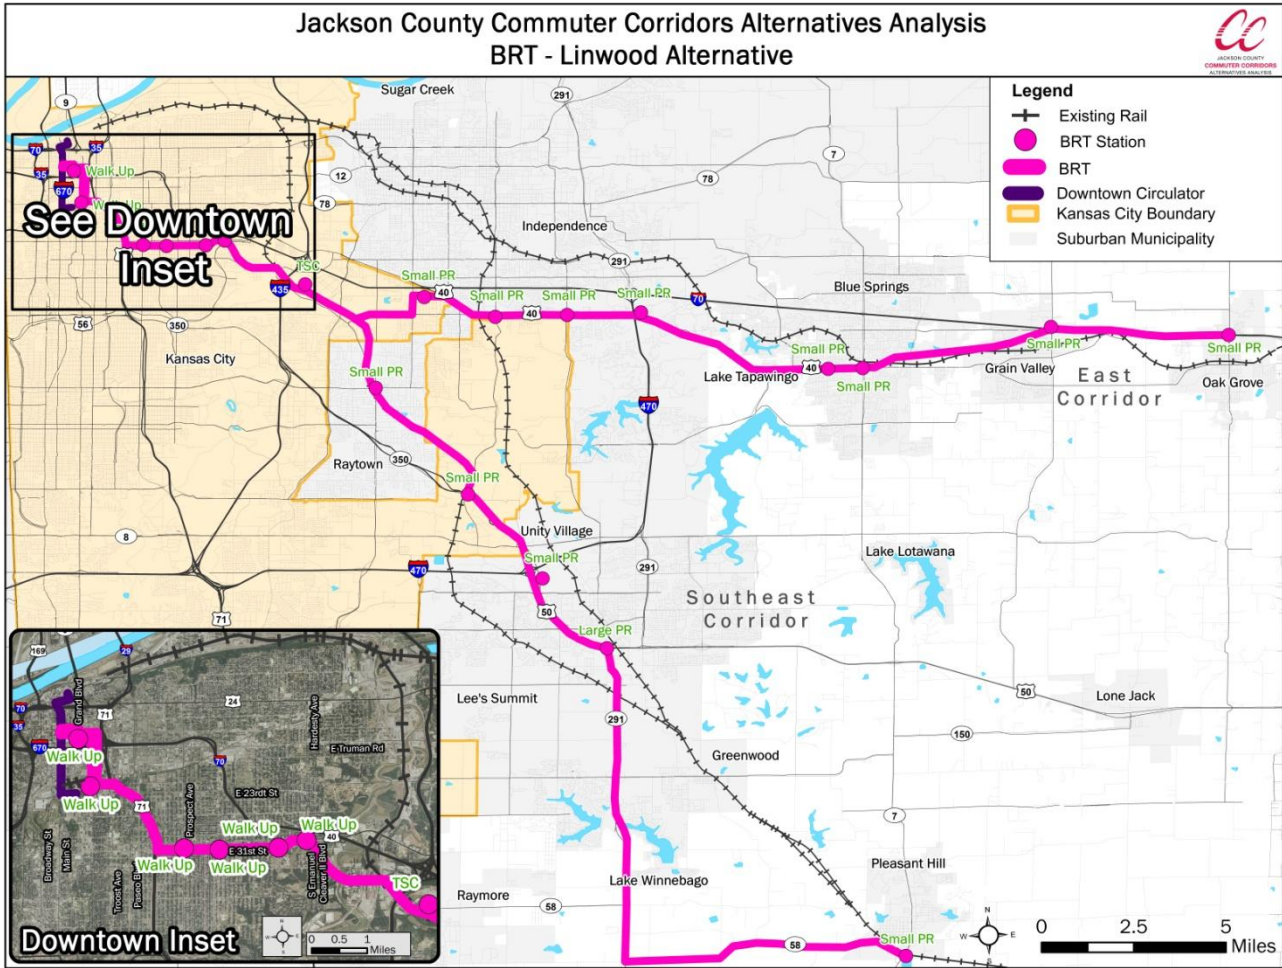 Jackson County Commuter Corridors Alternatives Analysis
BRT - Linwood Alternative
JACKSON COUNTY
COMMUTER CORRIDORS
ALTERNATIVES ANALYSIS
Legend
Existing Rail
BRT Station
BRT
Downtown Circulator
Kansas City Boundary
Suburban Municipality
Sugar Creek
9
291
70
35
35
670
12
78
78
7
Walk Up
Walk Up
See Downtown
Inset
Independence
291
TSC
435
Small PR
40
Small PR
40
Small PR
Small PR
70
Blue Springs
56
350
Kansas City
Small PR
Small PR
40
Small PR
Lake Tapawingo
Small PR
Grain Valley
Small PR
Oak Grove
East
Corridor
470
Raytown
350
Small PR
8
Unity Village
Small PR
470
291
Lake Lotawana
71
50
Southeast
Corridor
Large PR
50
Lone Jack
Lee's Summit
291
150
Greenwood
7
Pleasant Hill
Lake Winnebago
Raymore
58
58
Small PR
N
W
E
S
0 2.5 5
Miles
169
29
70
35
670
Grand Blvd
71
24
Hardesty Ave
E Truman Rd
Walk Up
70
Walk Up
71
E 23rdt St
Prospect Ave
Walk Up
Walk Up
40
E 31st St
Walk Up
Walk Up
Broadway St
Main St
Troost Ave
Paseo Bl
S Emanuel
Cleaver II Blvd
TSC
0 0.5 1
Miles
Downtown Inset